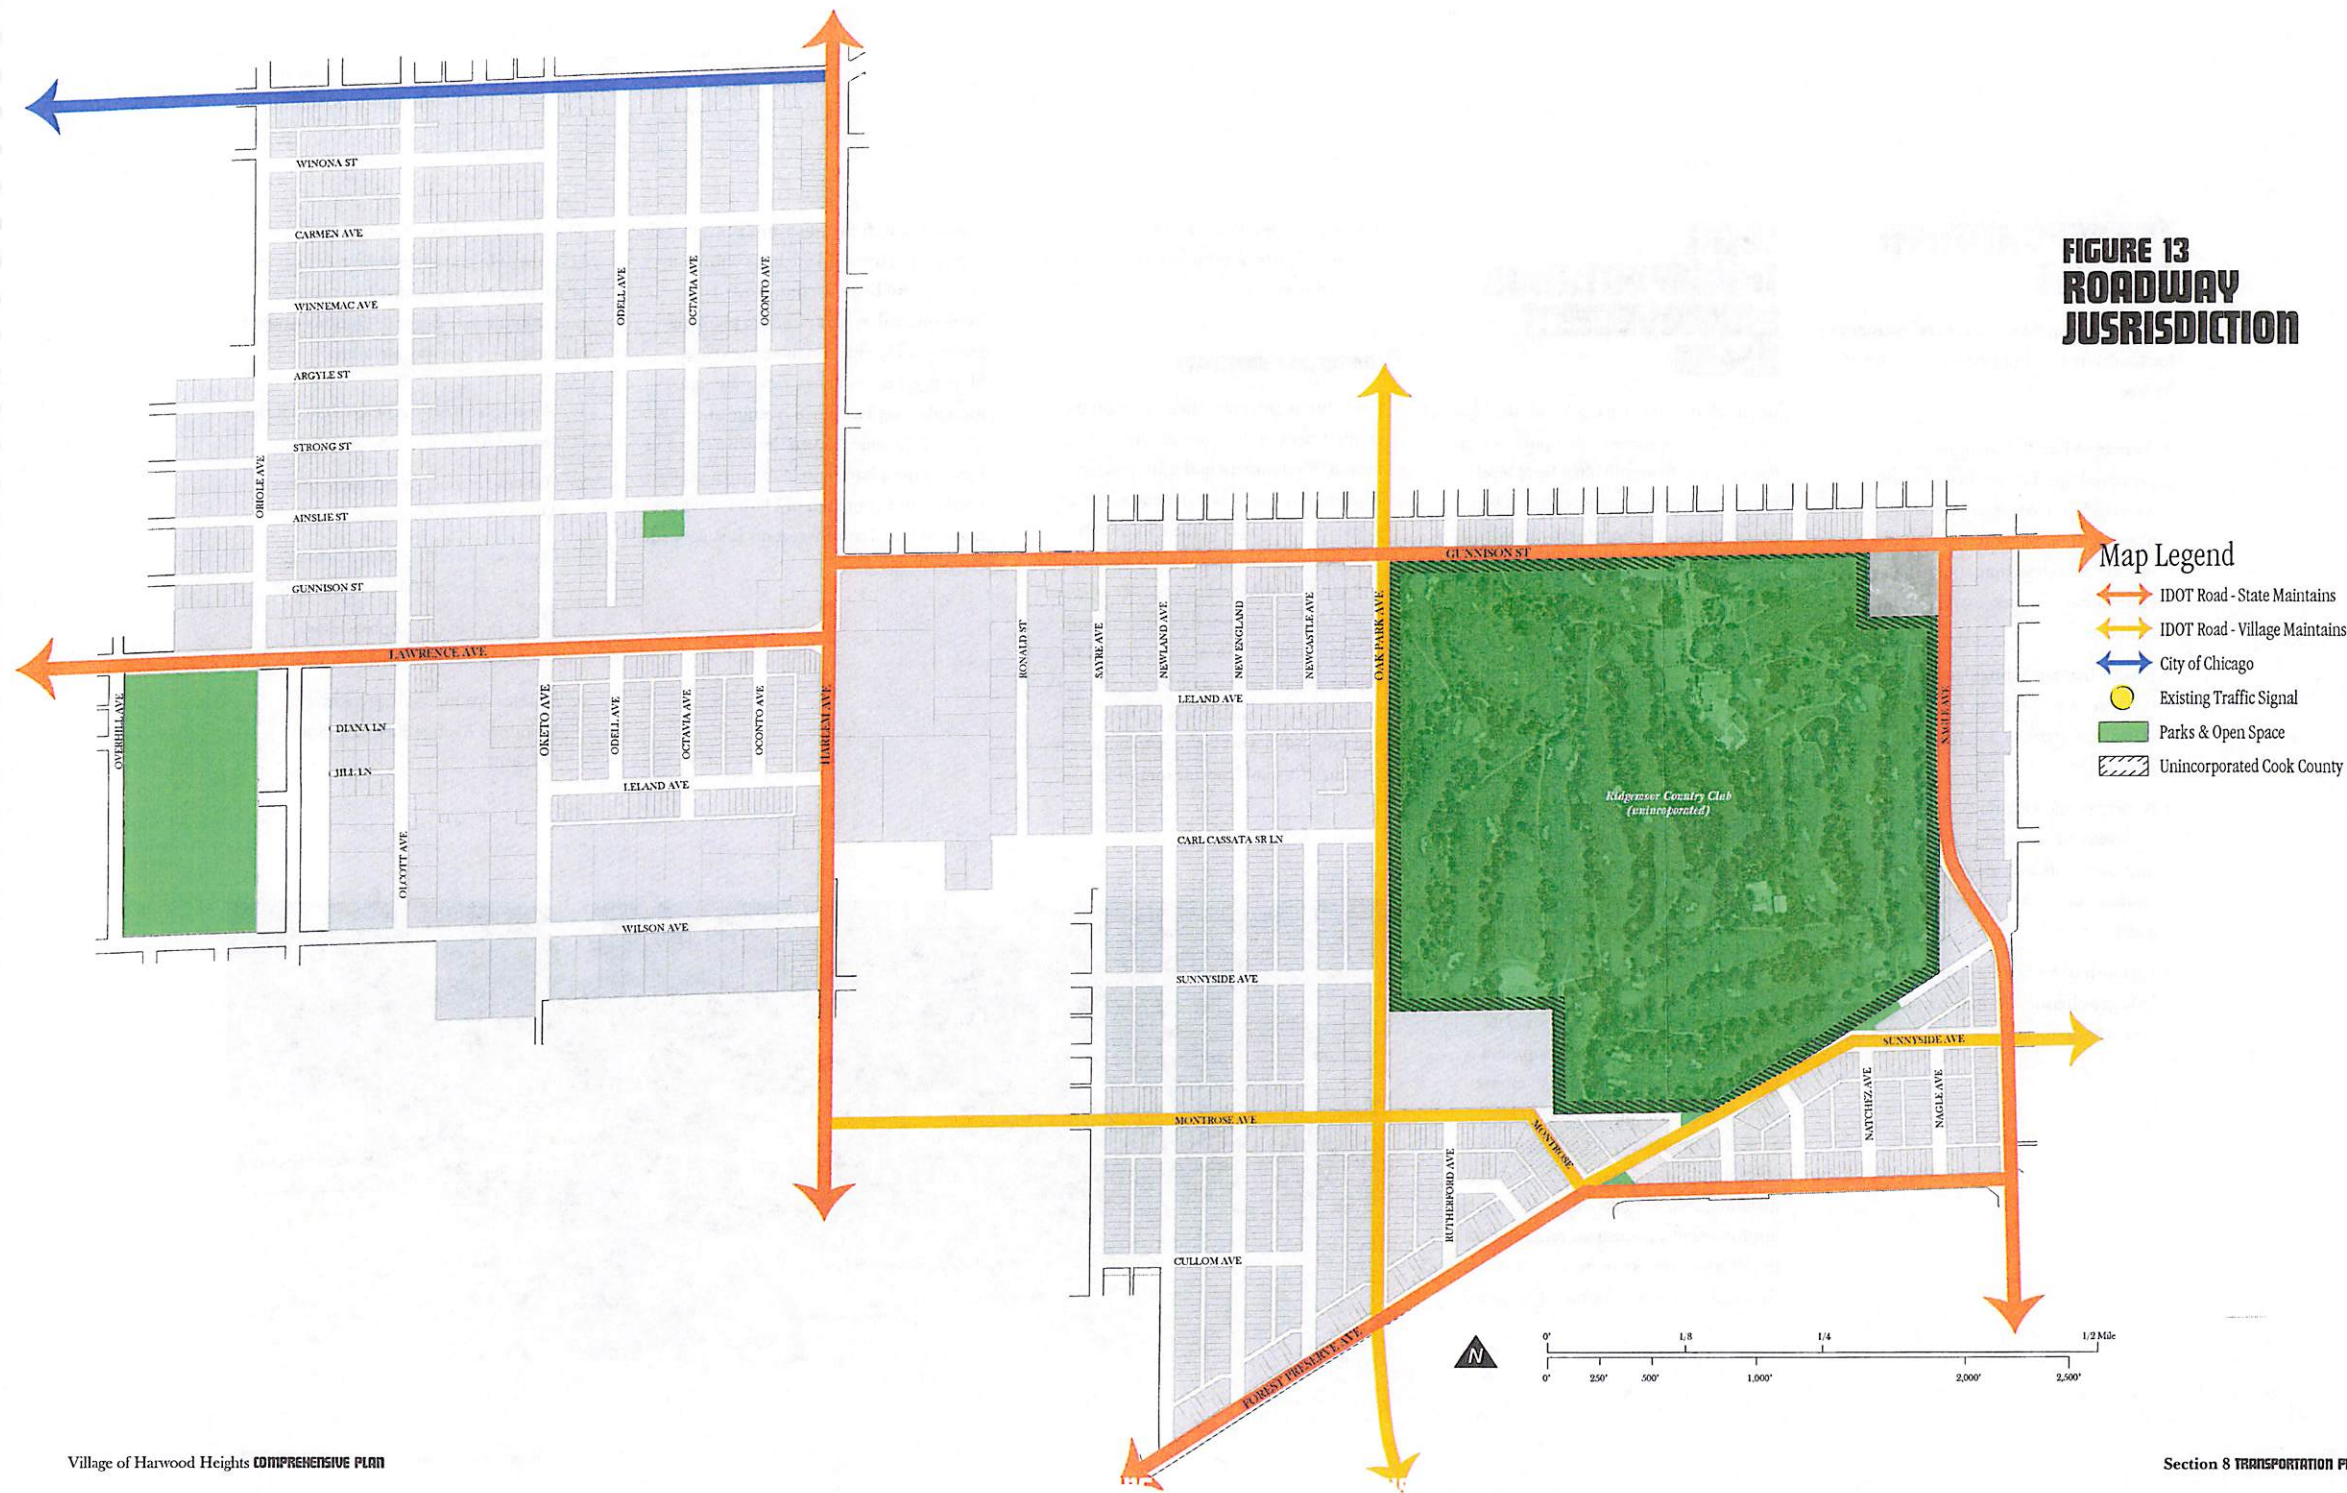 FIGURE 13
ROADWAY
JUSRISDICTION
WINONA ST
CARMEN AVE
WINNEMAC AVE
ARGYLE ST
STRONG ST
AINSLIE ST
GUNNISON ST
ORIOLE AVE
ODELL AVE
OCTAVIA AVE
OCONTO AVE
LAWRENCE AVE
OVERHILL AVE
DIANA LN
JILL LN
OLCOTT AVE
OKETO AVE
ODELL AVE
OCTAVIA AVE
OCONTO AVE
LELAND AVE
WILSON AVE
HARLEM AVE
GUNNISON ST
RONALD ST
SAYRE AVE
NEWLAND AVE
NEW ENGLAND
NEWCASTLE AVE
OAK PARK AVE
LELAND AVE
CARL CASSATA SR LN
SUNNYSIDE AVE
MONTROSE AVE
MONTROSE
CULLOM AVE
RUTHERFORD AVE
FOREST PRESERVE AVE
Ridgemoor Country Club
(unincoporated)
NAGLE AVE
SUNNYSIDE AVE
NATCHEZ AVE
NAGLE AVE
Map Legend
IDOT Road - State Maintains
IDOT Road - Village Maintains
City of Chicago
Existing Traffic Signal
Parks & Open Space
Unincorporated Cook County
N
0' 1/8 1/4 1/2 Mile
0' 250' 500' 1,000' 2,000' 2,500'
Village of Harwood Heights COMPREHENSIVE PLAN
Section 8 TRANSPORTATION